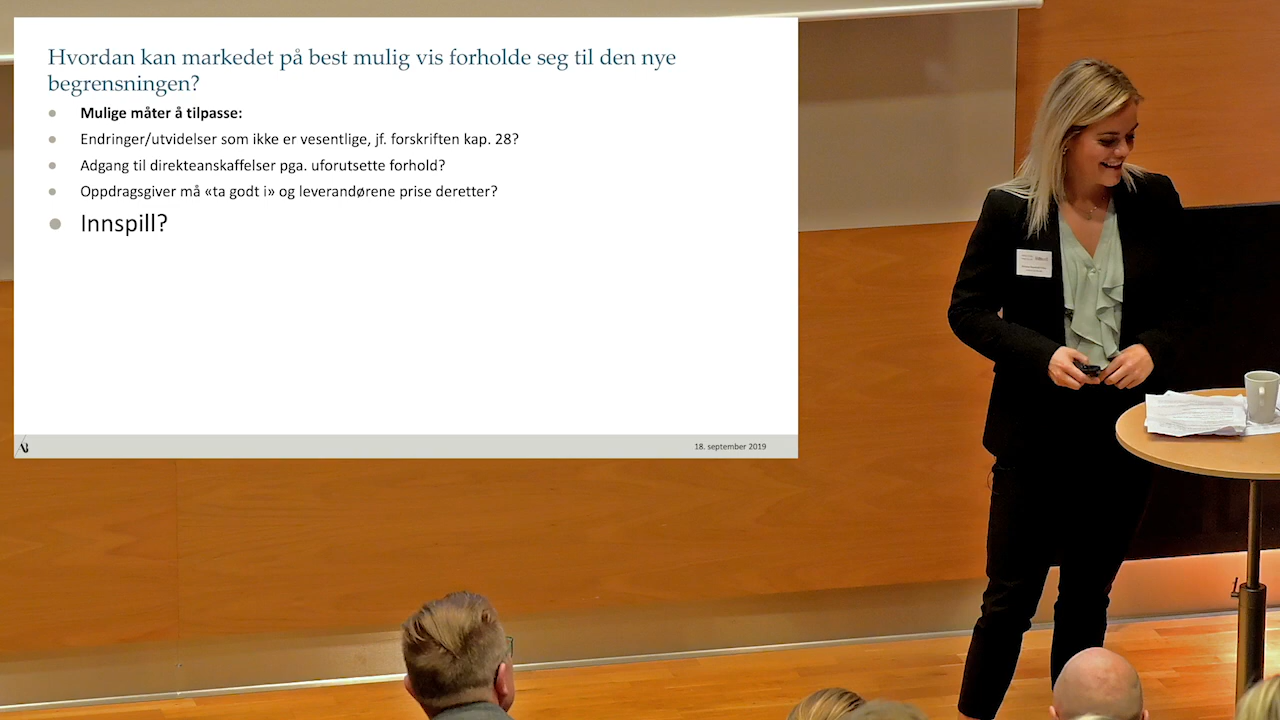 Hvordan kan markedet på best mulig vis forholde seg til den nye
begrensningen?
Mulige måter å tilpasse:
Endringer/utvidelser som ikke er vesentlige, jf. forskriften kap. 28?
Adgang til direkteanskaffelser pga. uforutsette forhold?
Oppdragsgiver må «ta godt i» og leverandørene prise deretter?
Innspill?
18. september 2019